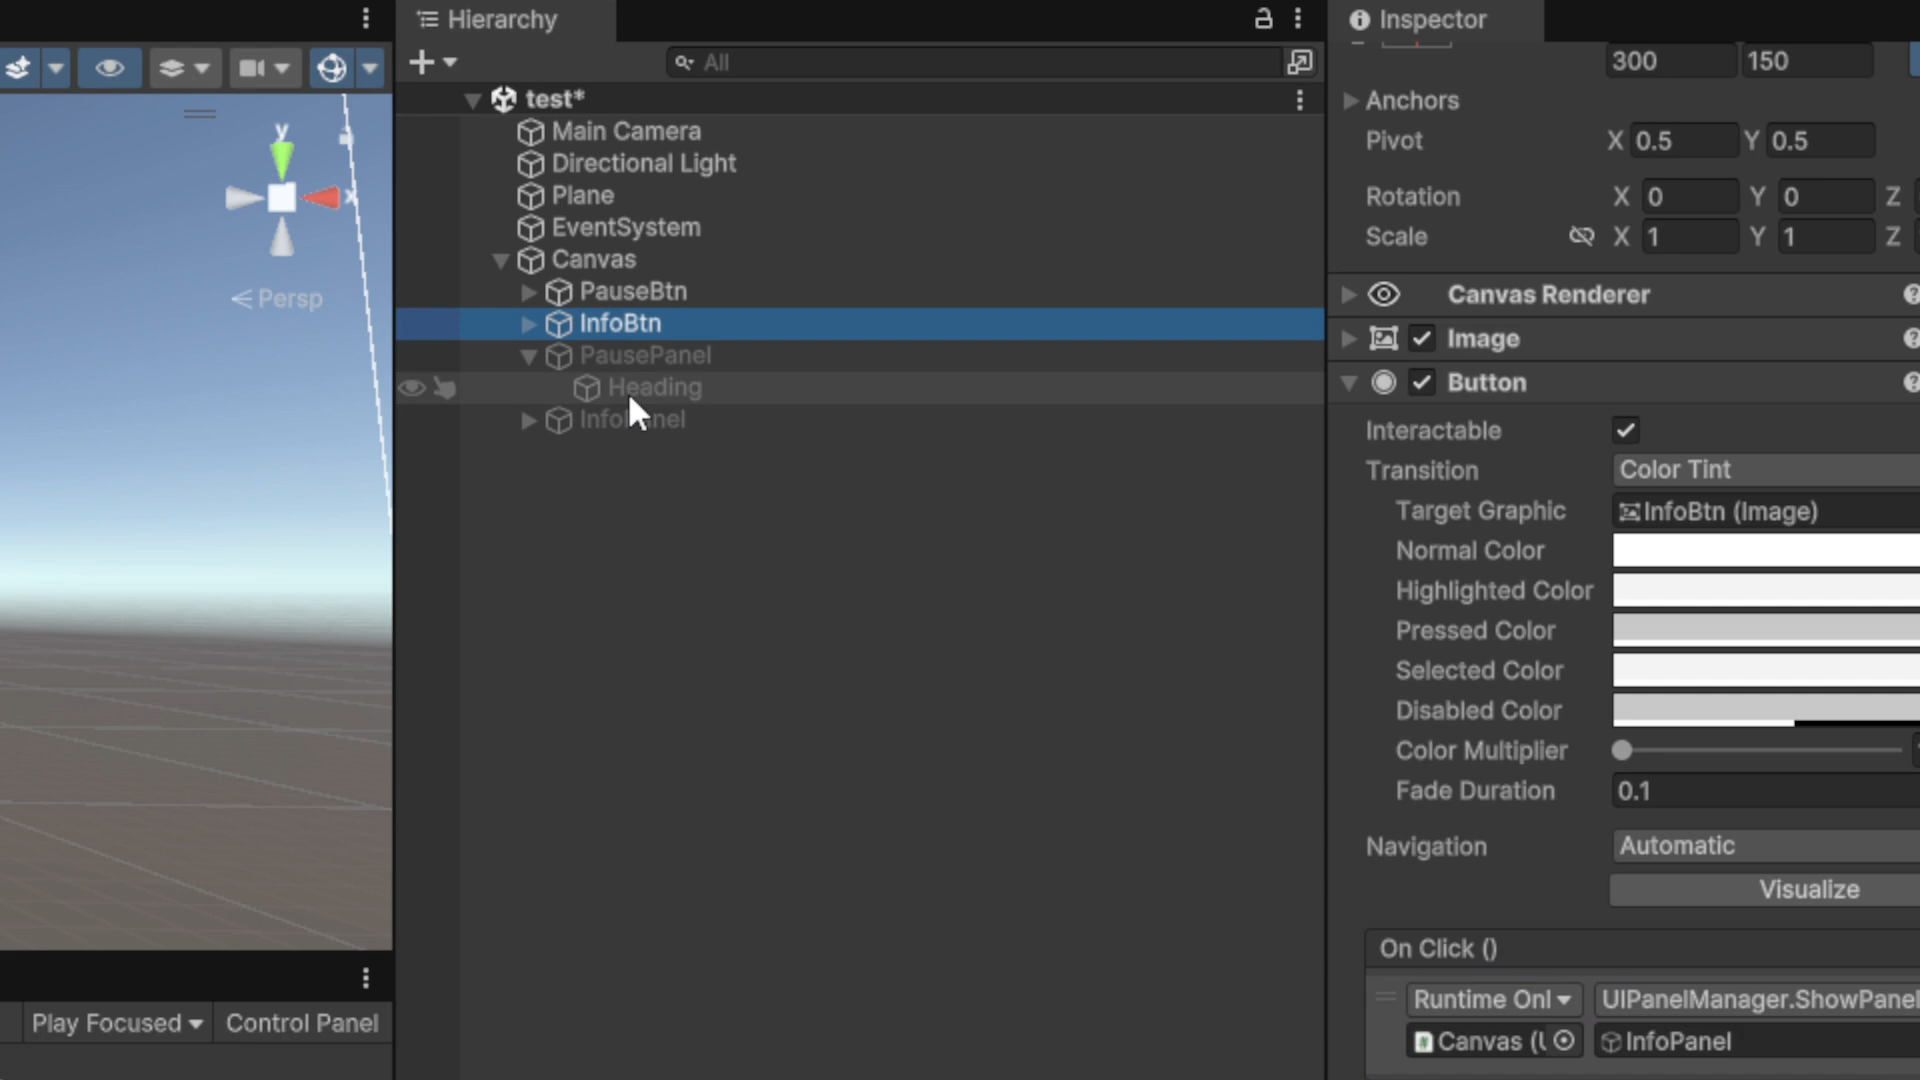 Hierarchy
All
test*
Main Camera
Directional Light
Plane
EventSystem
Canvas
PauseBtn
InfoBtn
PausePanel
Heading
InfoPanel
y
x
Persp
Play Focused
Control Panel
Inspector
300 150
Anchors
Pivot X 0.5 Y 0.5
Rotation X 0 Y 0 Z
Scale X 1 Y 1 Z
Canvas Renderer
Image
Button
Interactable
Transition Color Tint
Target Graphic InfoBtn (Image)
Normal Color
Highlighted Color
Pressed Color
Selected Color
Disabled Color
Color Multiplier
Fade Duration 0.1
Navigation Automatic
Visualize
On Click ()
Runtime Onl UIPanelManager.ShowPanel
Canvas (U InfoPanel